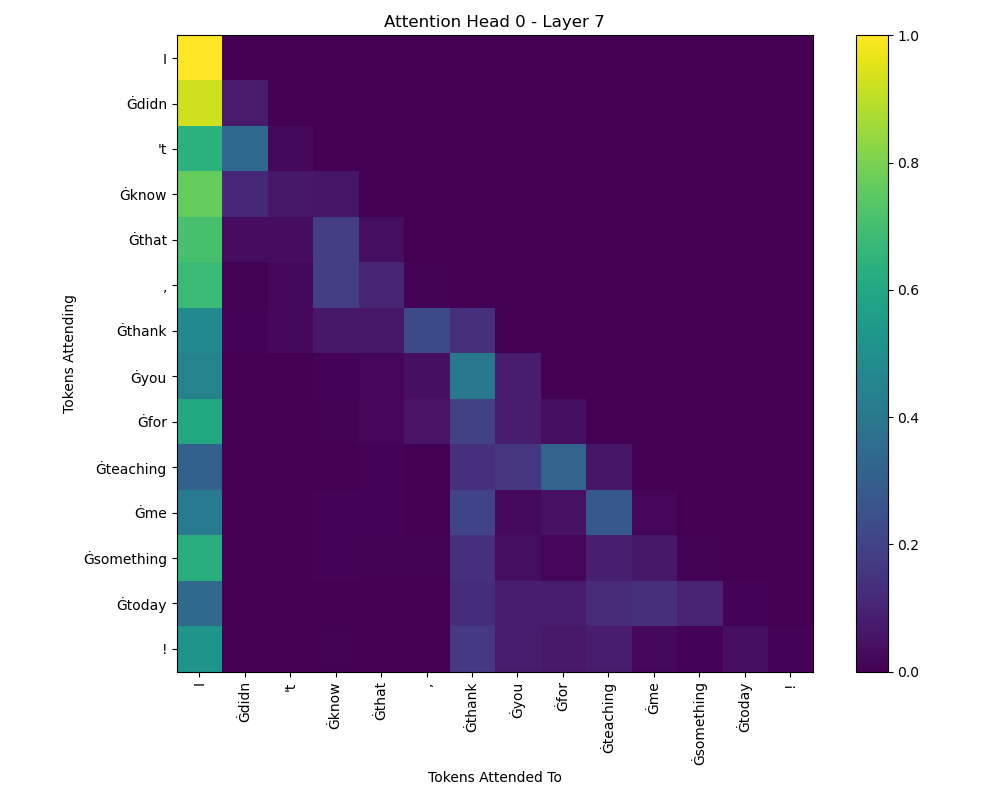 Attention Head 0 - Layer 7
I
Ġdidn
't
Ġknow
Ġthat
,
Ġthank
Ġyou
Ġfor
Ġteaching
Ġme
Ġsomething
Ġtoday
!
Tokens Attending
I
Ġdidn
't
Ġknow
Ġthat
,
Ġthank
Ġyou
Ġfor
Ġteaching
Ġme
Ġsomething
Ġtoday
!
Tokens Attended To
1.0
0.8
0.6
0.4
0.2
0.0